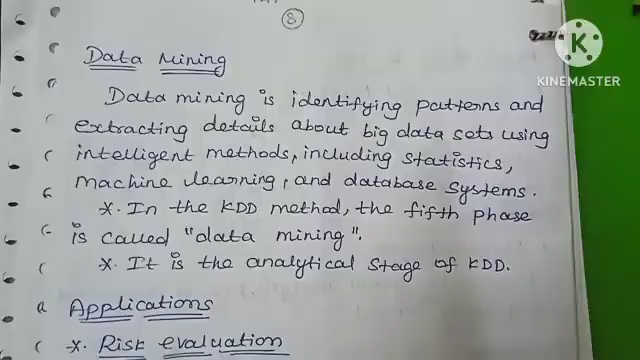 8
Data Mining
K
KINEMASTER
Data mining is identifying patterns and
extracting details about big data sets using
intelligent methods, including statistics,
machine learning, and database systems.
*. In the KDD method, the fifth phase
is called "data mining".
*. It is the analytical stage of KDD.
Applications
*. Risk evaluation